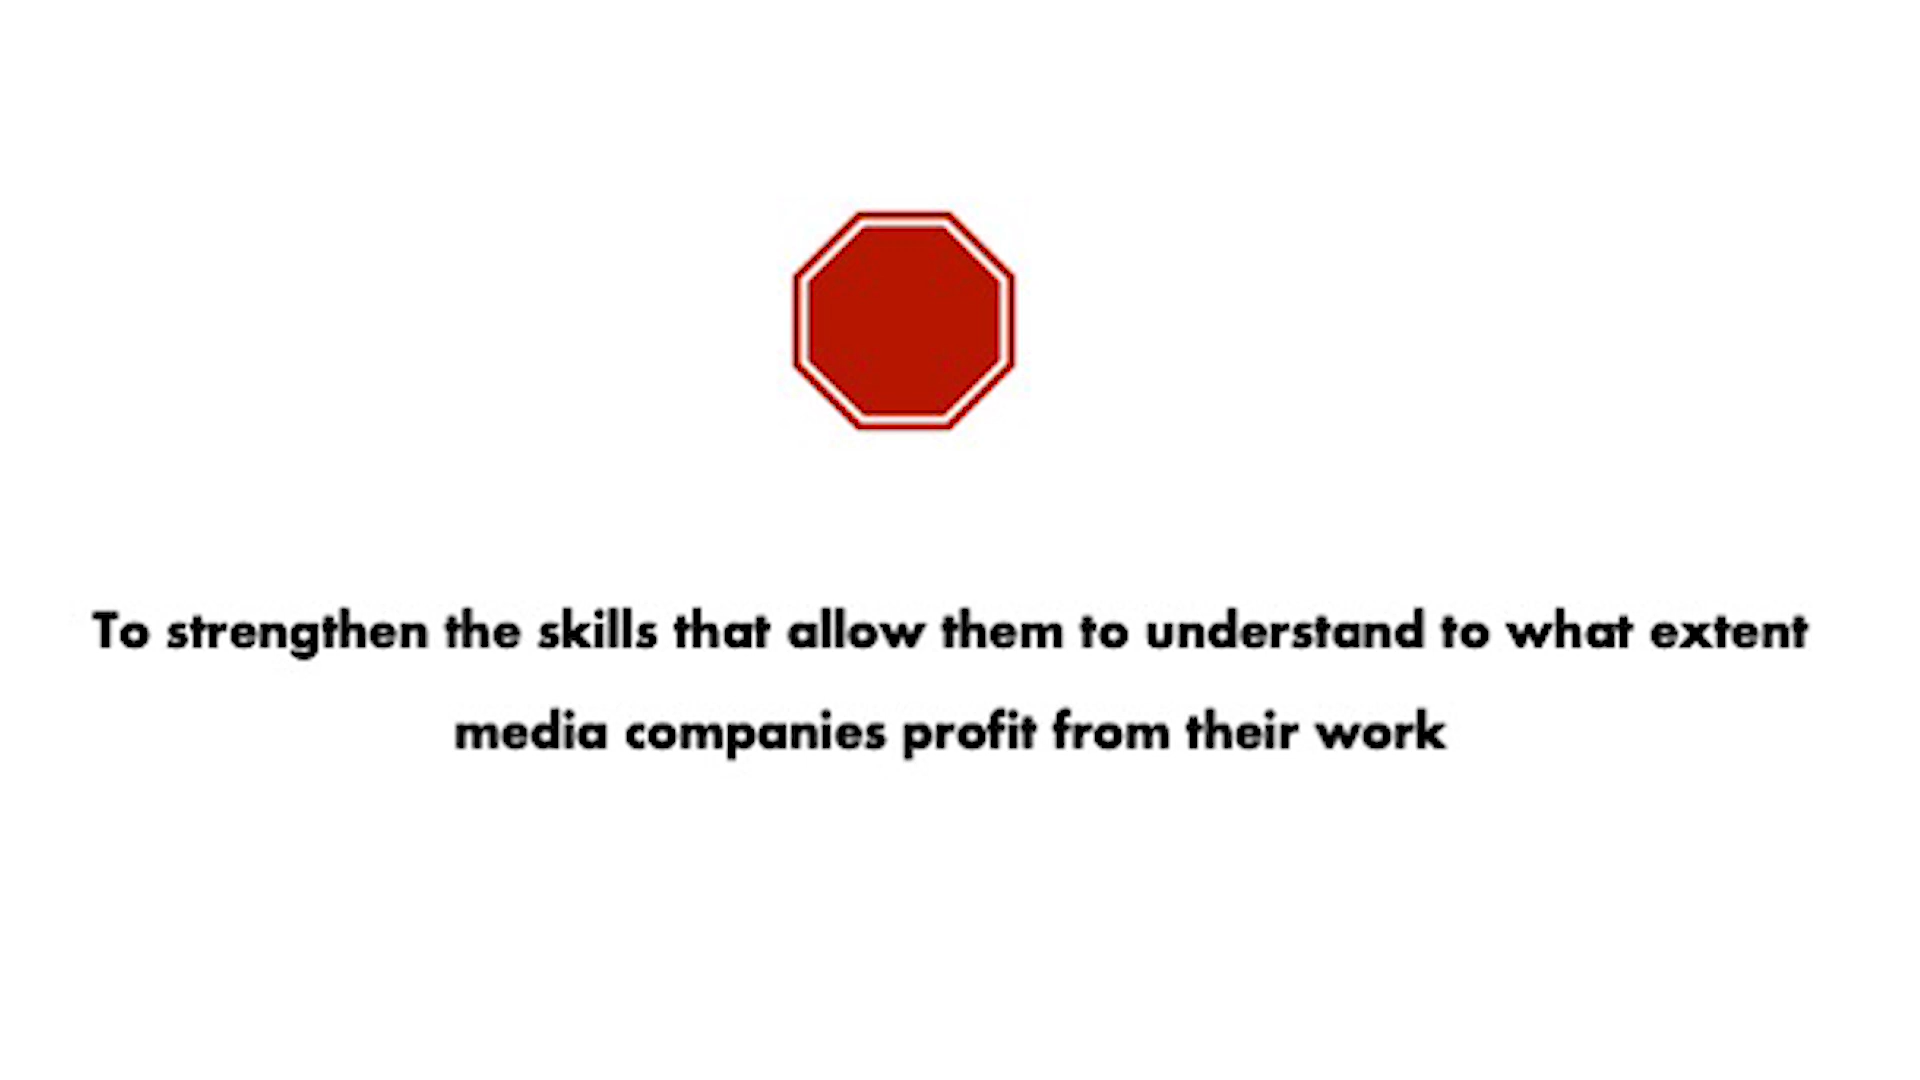 To strengthen the skills that allow them to understand to what extent
media companies profit from their work